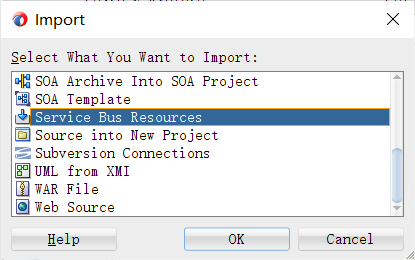 Import
Select What You Want to Import:
SOA Archive Into SOA Project
SOA Template
Service Bus Resources
Source into New Project
Subversion Connections
UML from XMI
WAR File
Web Source
Help
OK
Cancel